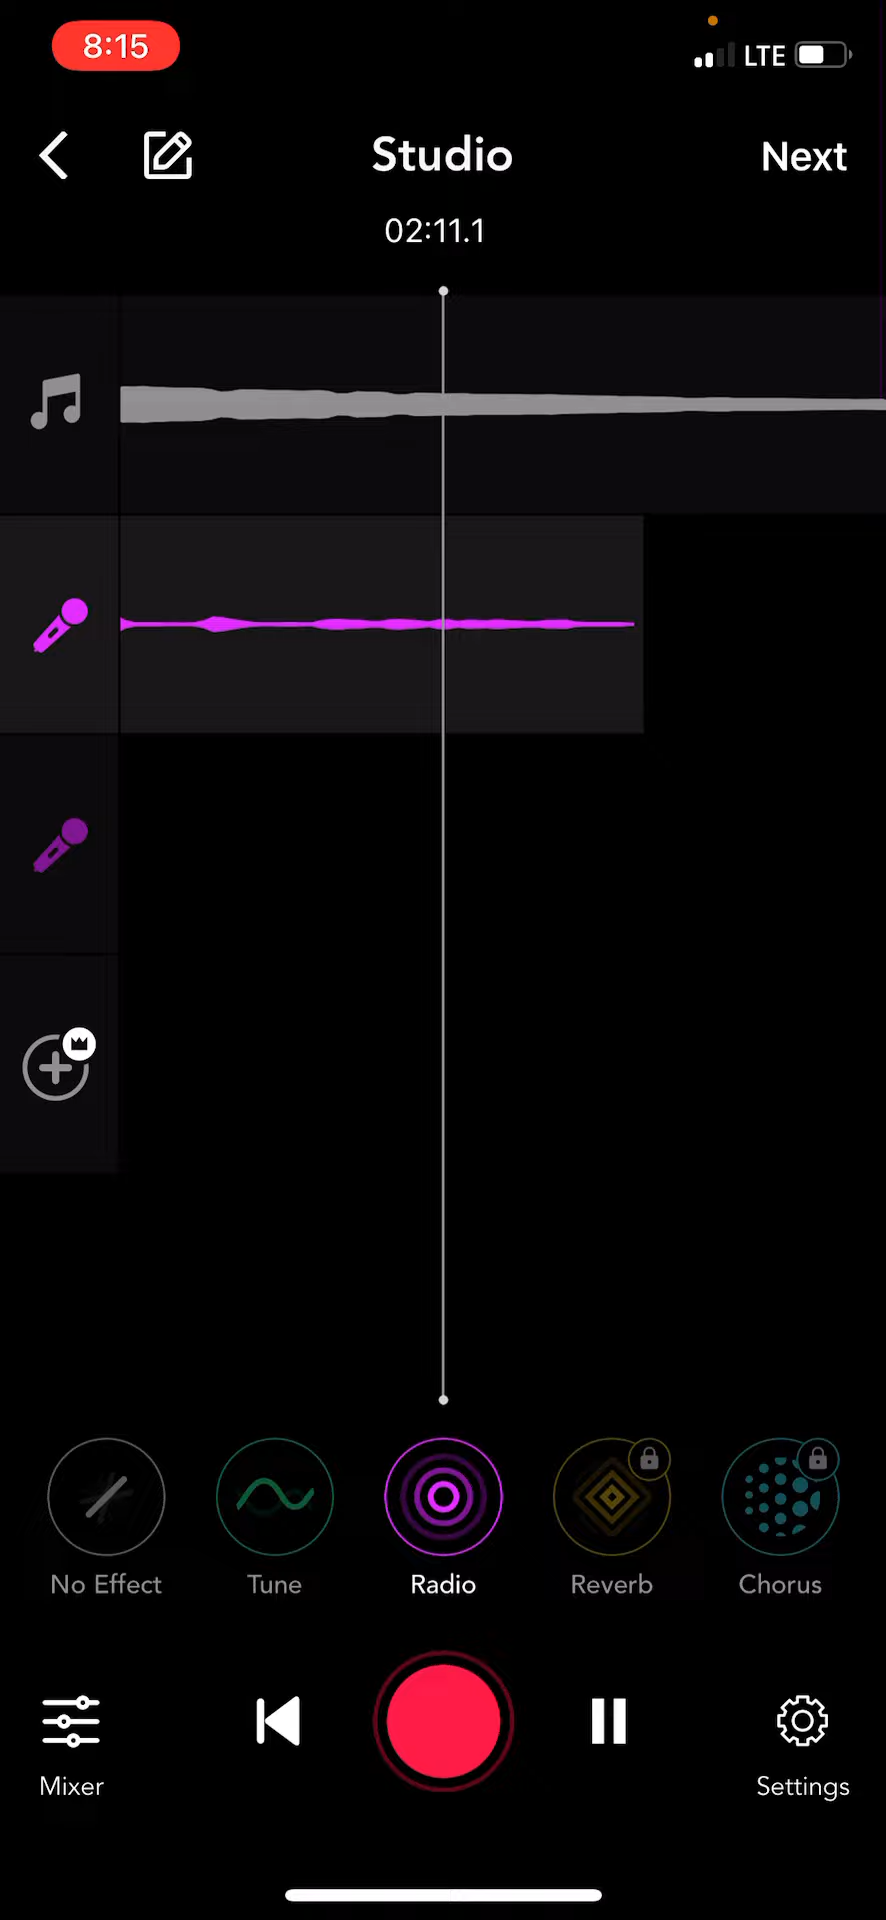 8:15
LTE
Studio
Next
02:11.1
No Effect
Tune
Radio
Reverb
Chorus
Mixer
Settings